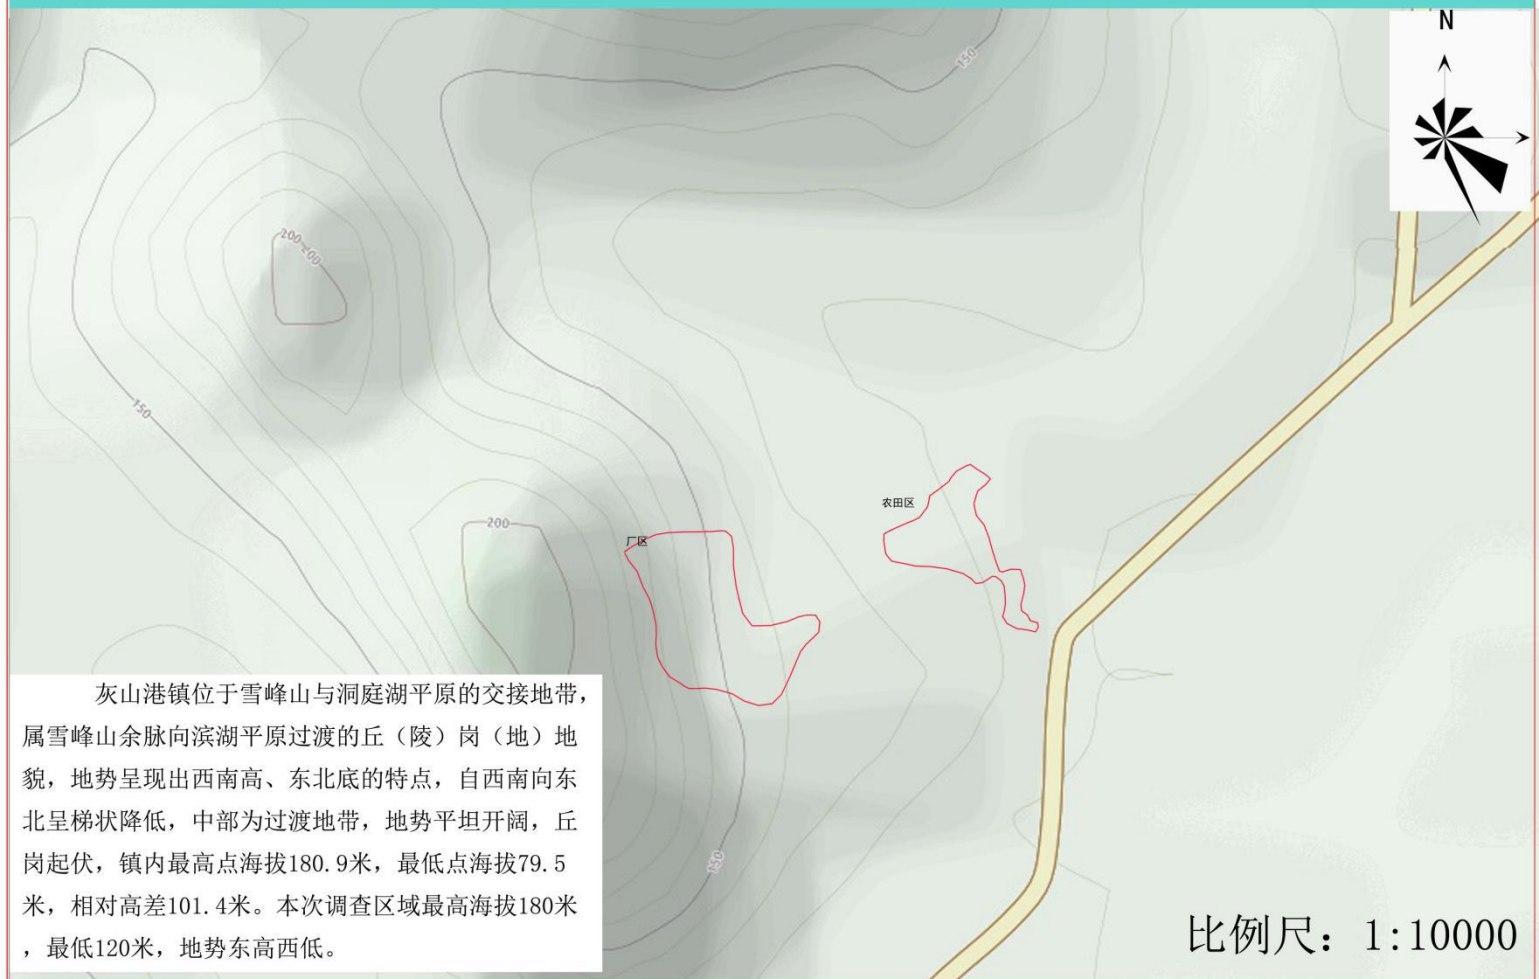 N
150
200
200
150
200
农田区
厂区
150
灰山港镇位于雪峰山与洞庭湖平原的交接地带,
属雪峰山余脉向滨湖平原过渡的丘（陵）岗（地）地
貌，地势呈现出西南高、东北底的特点，自西南向东
北呈梯状降低，中部为过渡地带，地势平坦开阔，丘
岗起伏，镇内最高点海拔180.9米，最低点海拔79.5
米，相对高差101.4米。本次调查区域最高海拔180米
，最低120米，地势东高西低。
比例尺：1:10000